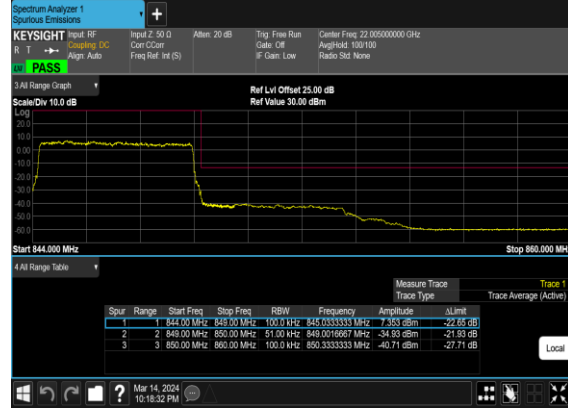 Spectrum Analyzer 1
Spurious Emissions
+
KEYSIGHT Input: RF Input Z: 50 Ω Atten: 20 dB Trig: Free Run Center Freq: 22.005000000 GHz
R T Coupling: DC Corr CCorr Gate: Off Avg|Hold: 100/100
Align: Auto Freq Ref: Int (S) IF Gain: Low Radio Std: None
PASS
3 All Range Graph Ref Lvl Offset 25.00 dB
Scale/Div 10.0 dB Ref Value 30.00 dBm
Log
20.0
10.0
0.00
-10.0
-20.0
-30.0
-40.0
-50.0
-60.0
Start 844.000 MHz Stop 860.000 MH
4 All Range Table
Measure Trace Trace 1
Trace Type Trace Average (Active)
Spur Range Start Freq Stop Freq RBW Frequency Amplitude ΔLimit
1 1 844.00 MHz 849.00 MHz 100.0 kHz 845.0333333 MHz 7.353 dBm -22.65 dB
2 2 849.00 MHz 850.00 MHz 51.00 kHz 849.0016667 MHz -34.93 dBm -21.93 dB
3 3 850.00 MHz 860.00 MHz 100.0 kHz 850.3333333 MHz -40.71 dBm -27.71 dB
Local
? Mar 14, 2024
10:18:32 PM